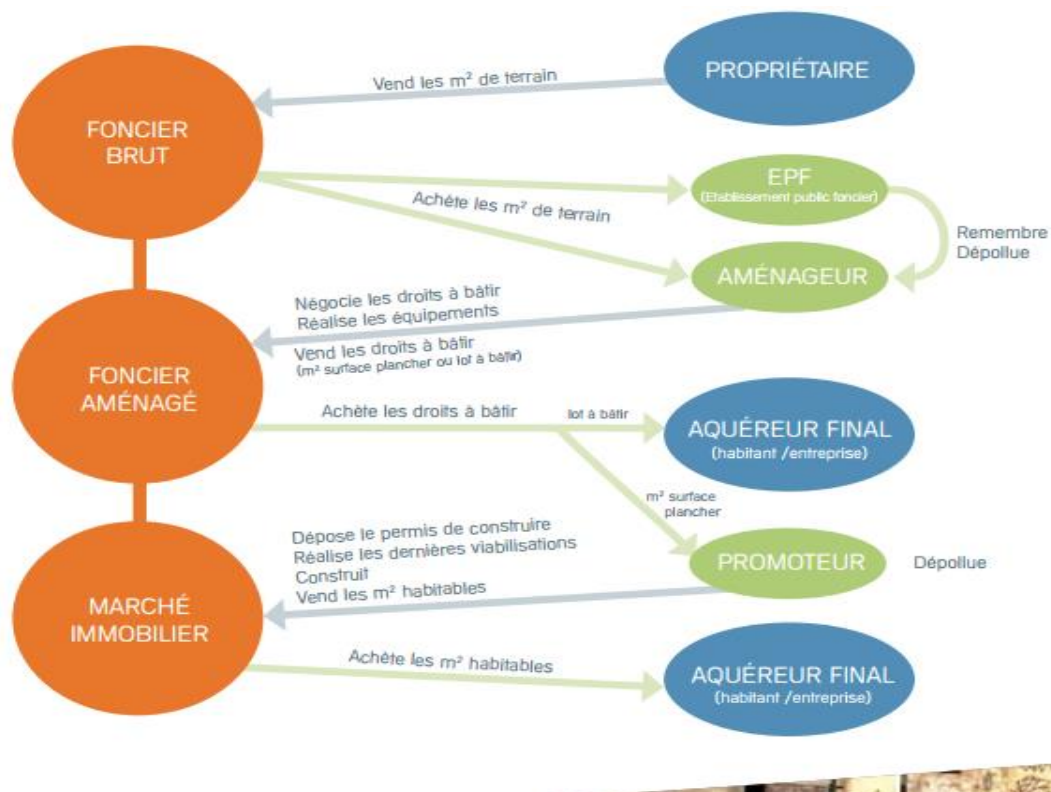 PROPRIÉTAIRE
Vend les m² de terrain
FONCIER
BRUT
EPF
(Etablissement public foncier)
Achète les m² de terrain
Remembre
Dépollue
AMÉNAGEUR
Négocie les droits à bâtir
Réalise les équipements
Vend les droits à bâtir
(m² surface plancher ou lot à bâtir)
FONCIER
AMÉNAGÉ
Achète les droits à bâtir
lot à bâtir
AQUÉREUR FINAL
(habitant /entreprise)
m² surface
plancher
Dépose le permis de construire
Réalise les dernières viabilisations
Construit
Vend les m² habitables
PROMOTEUR
Dépollue
MARCHÉ
IMMOBILIER
Achète les m² habitables
AQUÉREUR FINAL
(habitant /entreprise)